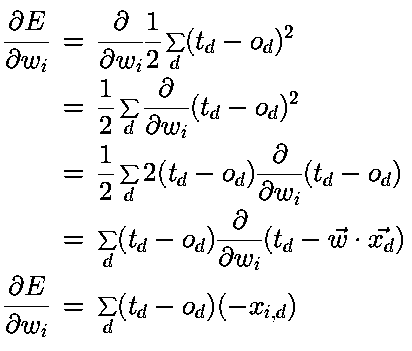 ∂E/∂w_i = ∂/∂w_i 1/2 ∑_d (t_d − o_d)^2
= 1/2 ∑_d ∂/∂w_i (t_d − o_d)^2
= 1/2 ∑_d 2(t_d − o_d) ∂/∂w_i (t_d − o_d)
= ∑_d (t_d − o_d) ∂/∂w_i (t_d − w⃗ · x⃗_d)
∂E/∂w_i = ∑_d (t_d − o_d)(−x_{i,d})